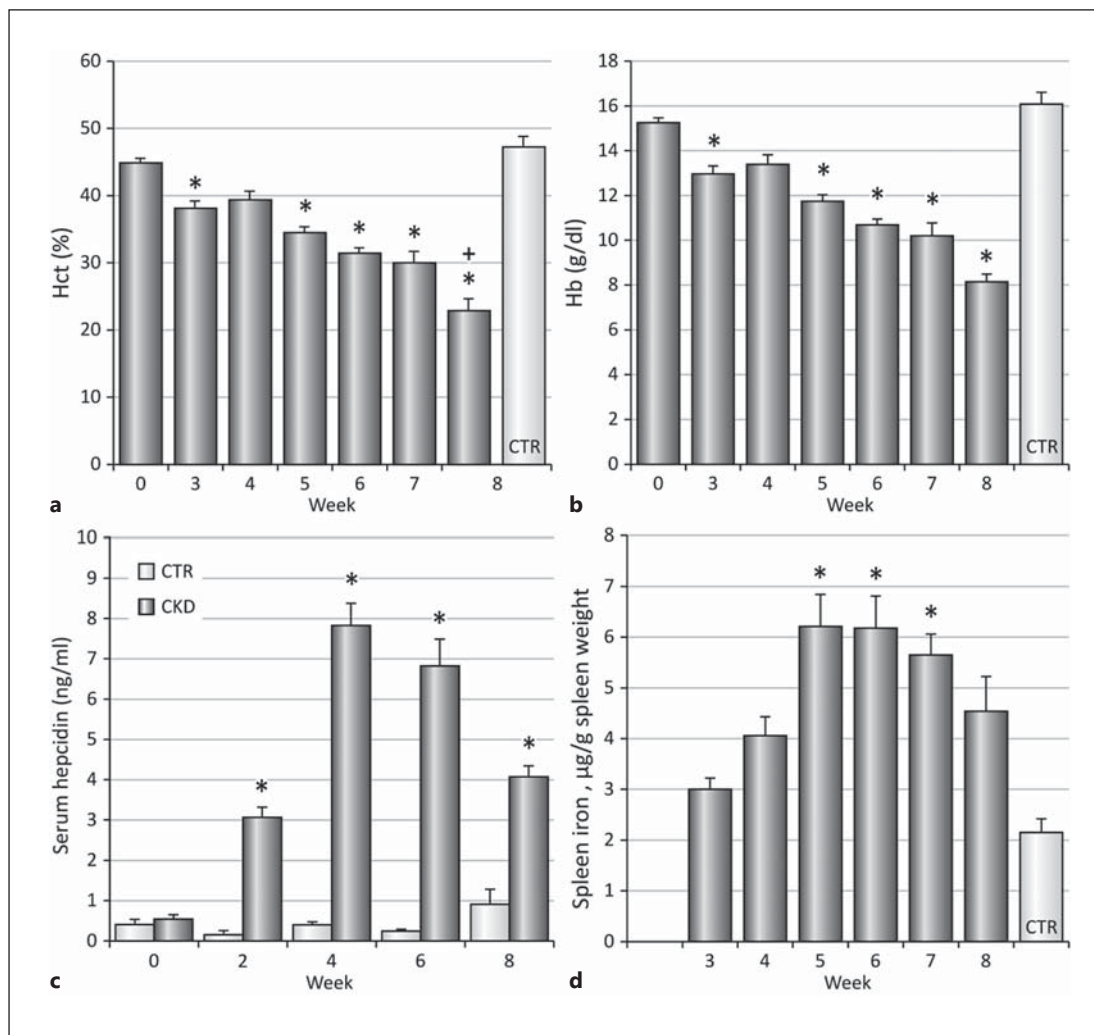 60
50
40
30
20
10
0
Hct (%)
*
*
*
*
+
*
CTR
0 3 4 5 6 7 8
Week
a
18
16
14
12
10
8
6
4
2
0
Hb (g/dl)
*
*
*
*
*
CTR
0 3 4 5 6 7 8
Week
b
10
9
8
7
6
5
4
3
2
1
0
Serum hepcidin (ng/ml)
CTR
CKD
*
*
*
*
0 2 4 6 8
Week
c
8
7
6
5
4
3
2
1
0
Spleen iron , µg/g spleen weight
*
*
*
CTR
3 4 5 6 7 8
Week
d